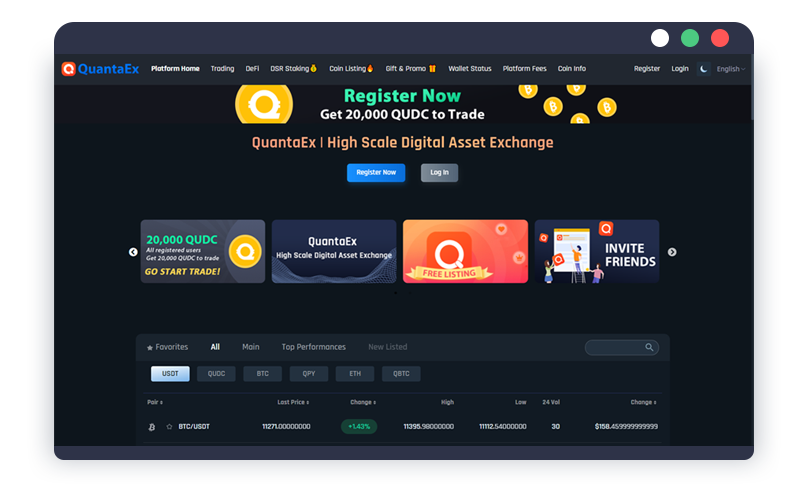 QuantaEx Platform Home Trading DeFi DSR Staking Coin Listing Gift & Promo Wallet Status Platform Fees Coin Info Register Login English
Register Now
Get 20,000 QUDC to Trade
QuantaEx | High Scale Digital Asset Exchange
Register Now Log In
20,000 QUDC
All registered users
Get 20,000 QUDC to trade
GO START TRADE!
QuantaEx
High Scale Digital Asset Exchange
FREE LISTING
INVITE
FRIENDS
Favorites All Main Top Performances New Listed
USDT QUDC BTC QPY ETH QBTC
Pair Last Price Change High Low 24 Vol Change
BTC/USDT 11271.00000000 +1.43% 11395.98000000 11112.54000000 30 $158.459999999999